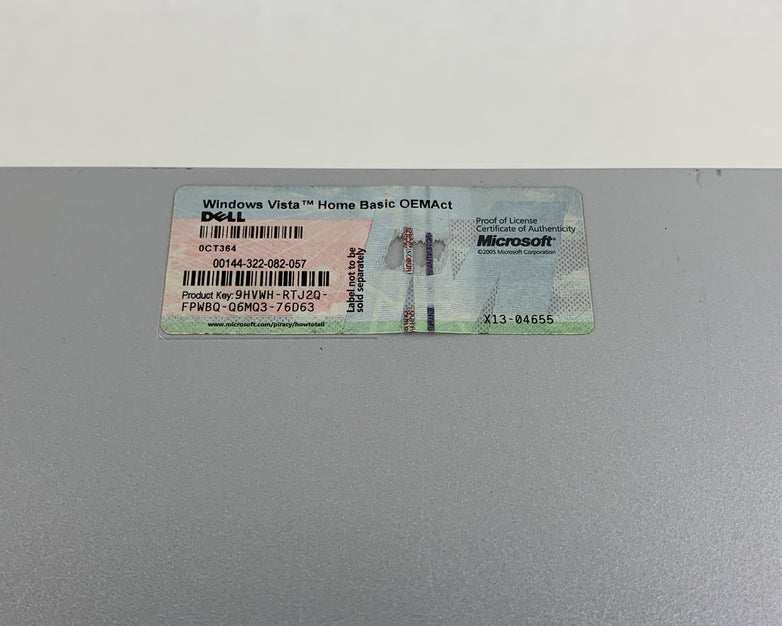 Windows Vista™ Home Basic OEMAct
DELL
0CT364
00144-322-082-057
Product Key: 9HVWH-RTJ2Q-
FPWBQ-Q6MQ3-76D63
www.microsoft.com/piracy/howtotell
Label not to be
sold separately
Proof of License
Certificate of Authenticity
Microsoft®
©2005 Microsoft Corporation
X13-04655